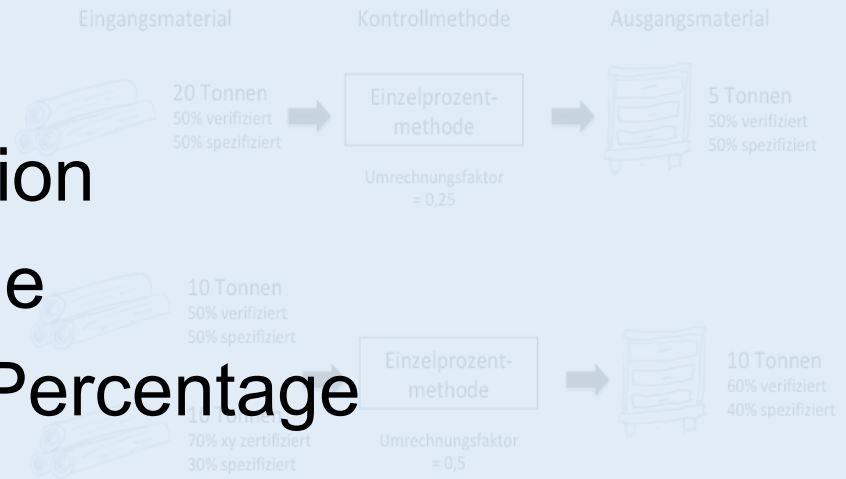 Eingangsmaterial Kontrollmethode Ausgangsmaterial
20 Tonnen
50% verifiziert
50% spezifiziert
Einzelprozent-
methode
Umrechnungsfaktor
= 0,25
5 Tonnen
50% verifiziert
50% spezifiziert
ion
e
Percentage
10 Tonnen
50% verifiziert
50% spezifiziert
10 Tonnen
70% xy zertifiziert
30% spezifiziert
Einzelprozent-
methode
Umrechnungsfaktor
= 0,5
10 Tonnen
60% verifiziert
40% spezifiziert